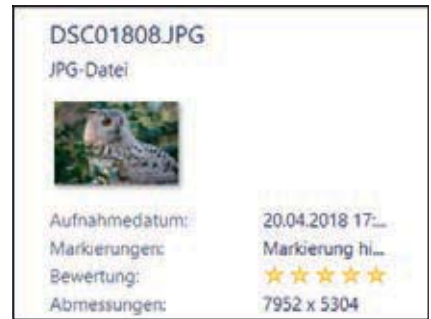 DSC01808.JPG
JPG-Datei
Aufnahmedatum: 20.04.2018 17:...
Markierungen: Markierung hi...
Bewertung:
Abmessungen: 7952 x 5304